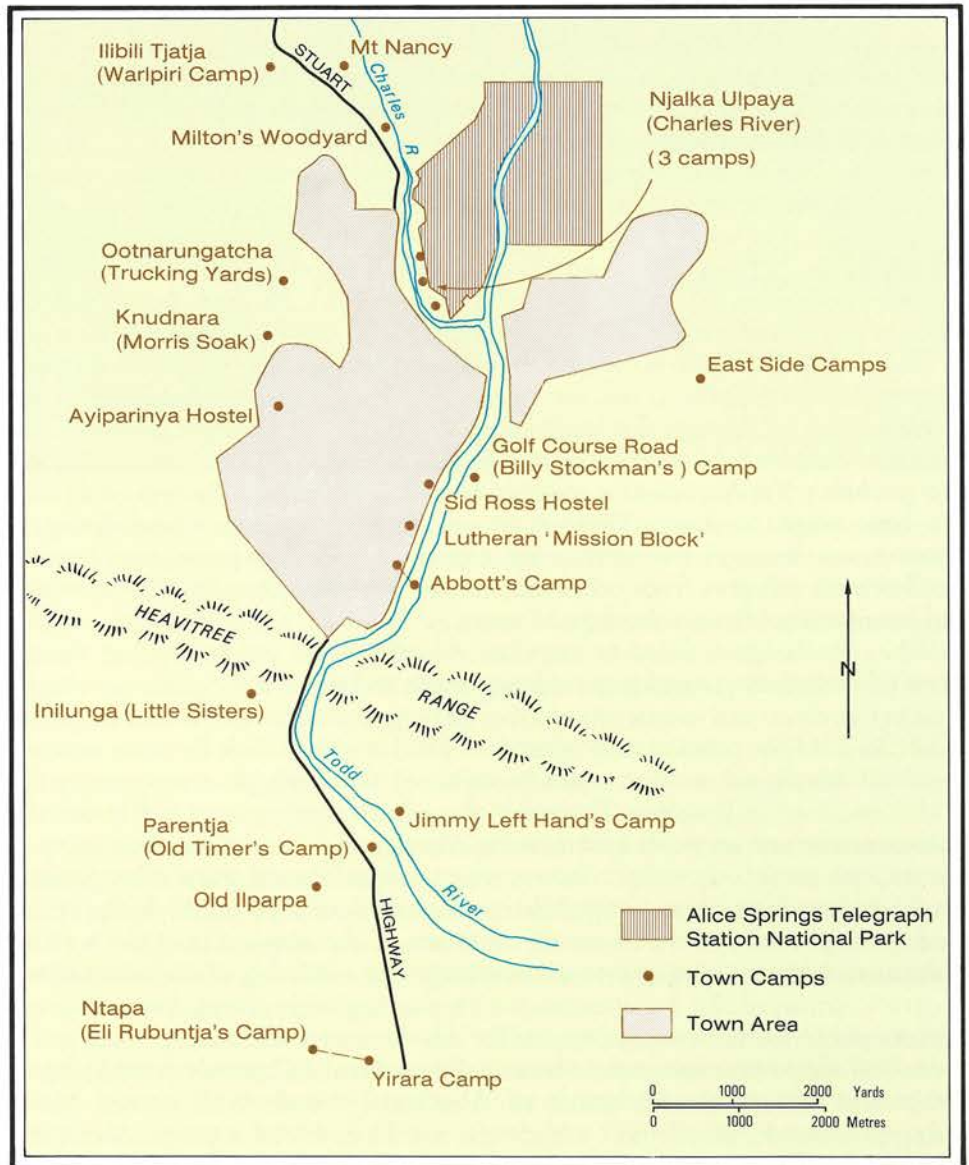 Ilibili Tjatja
(Warlpiri Camp)
STUART
Mt Nancy
Charles R
Milton's Woodyard
Njalka Ulpaya
(Charles River)
(3 camps)
Ootnarungatcha
(Trucking Yards)
Knudnara
(Morris Soak)
East Side Camps
Ayiparinya Hostel
Golf Course Road
(Billy Stockman's) Camp
Sid Ross Hostel
Lutheran 'Mission Block'
Abbott's Camp
HEAVITREE
RANGE
N
Inilunga (Little Sisters)
Todd
River
Jimmy Left Hand's Camp
Parentja
(Old Timer's Camp)
Old Ilparpa
HIGHWAY
Ntapa
(Eli Rubuntja's Camp)
Yirara Camp
Alice Springs Telegraph
Station National Park
Town Camps
Town Area
0 1000 2000 Yards
0 1000 2000 Metres